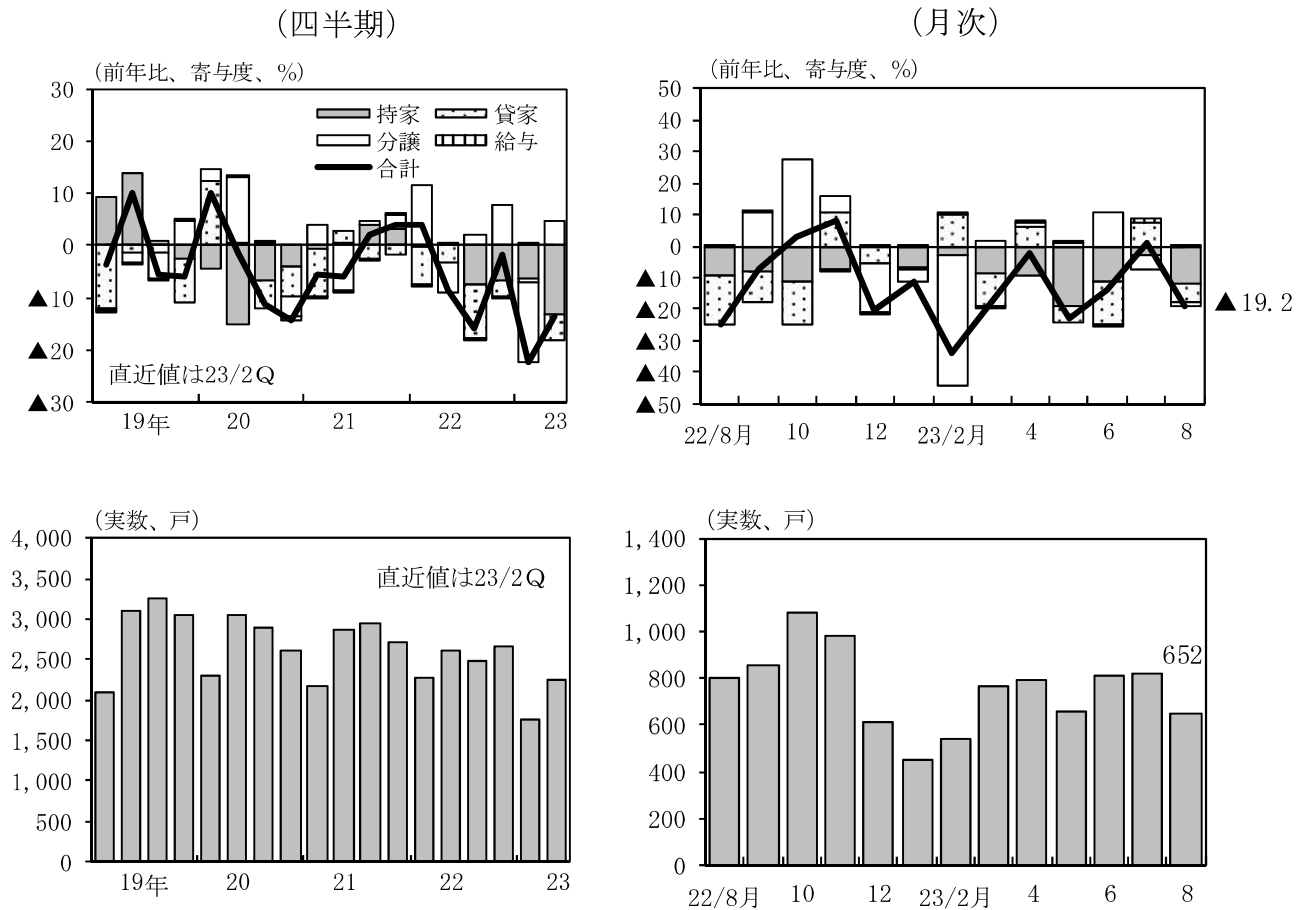 (四半期)
(前年比、寄与度、%)
30
20
10
0
▲10
▲20
▲30
持家
貸家
分譲
給与
合計
直近値は23/2Q
19年
20
21
22
23
(月次)
(前年比、寄与度、%)
50
40
30
20
10
0
▲10
▲20
▲30
▲40
▲50
▲19.2
22/8月
10
12
23/2月
4
6
8
(実数、戸)
4,000
3,500
3,000
2,500
2,000
1,500
1,000
500
0
直近値は23/2Q
19年
20
21
22
23
(実数、戸)
1,400
1,200
1,000
800
600
400
200
0
652
22/8月
10
12
23/2月
4
6
8